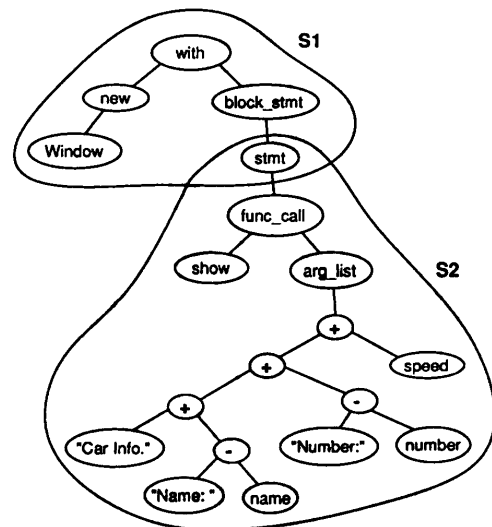 S1
with
new
block_stmt
Window
stmt
func_call
show
arg_list
S2
+
+
speed
+
-
"Car Info."
-
"Number:"
number
"Name: "
name